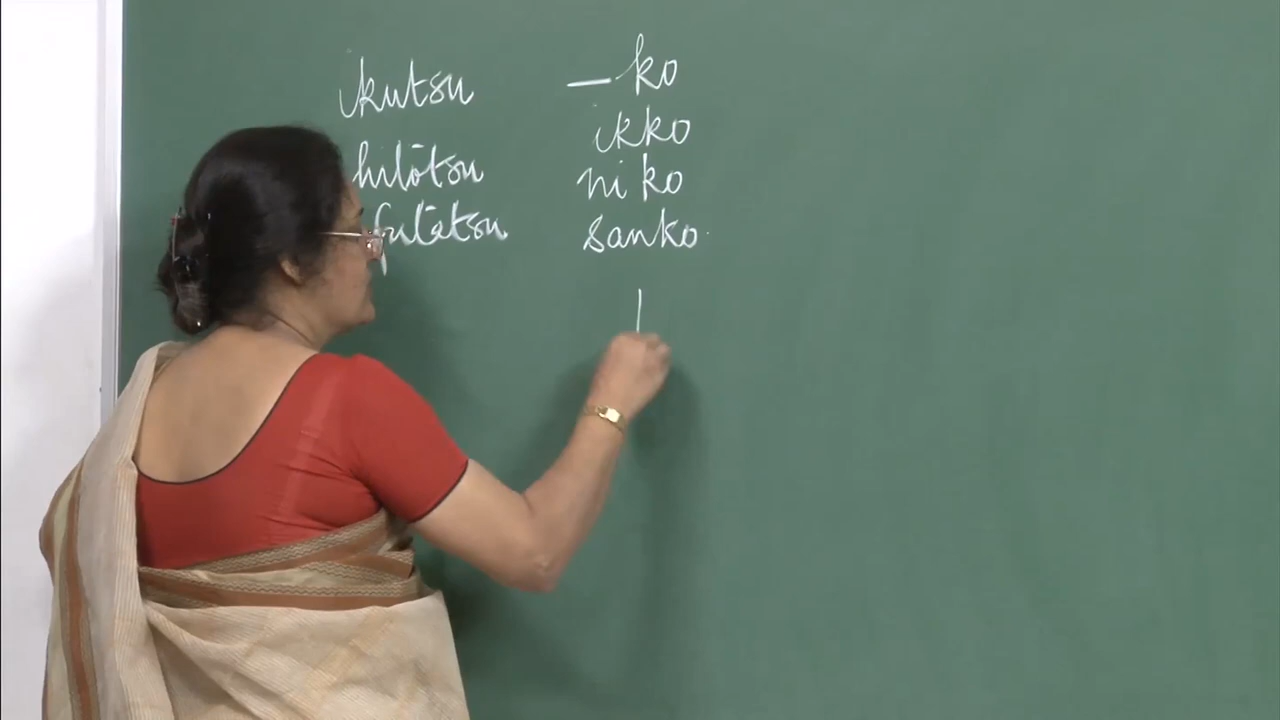 ikutsu
hitotsu
futatsu
—ko
ikko
niko
sanko